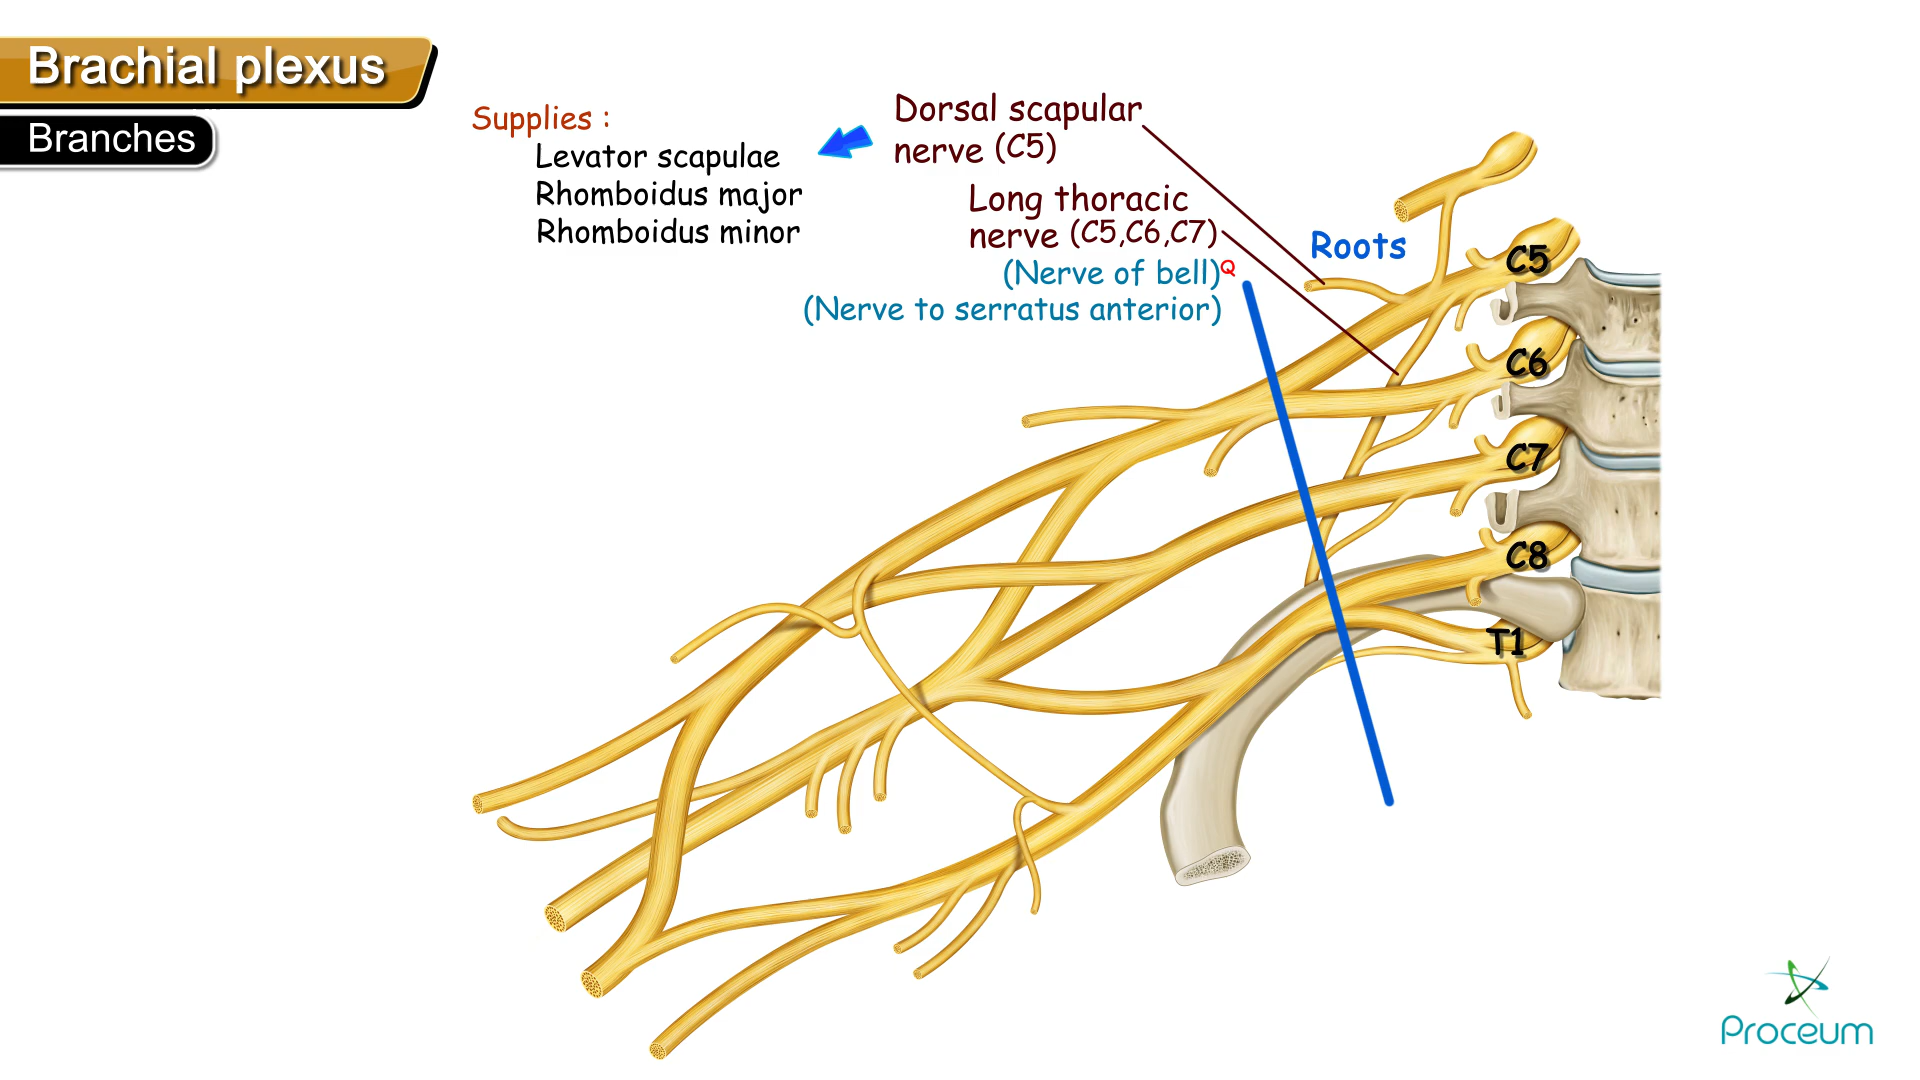 Brachial plexus
Branches
Supplies :
Levator scapulae
Rhomboidus major
Rhomboidus minor
Dorsal scapular
nerve (C5)
Long thoracic
nerve (C5,C6,C7)
(Nerve of bell)Q
(Nerve to serratus anterior)
Roots
C5
C6
C7
C8
T1
Proceum